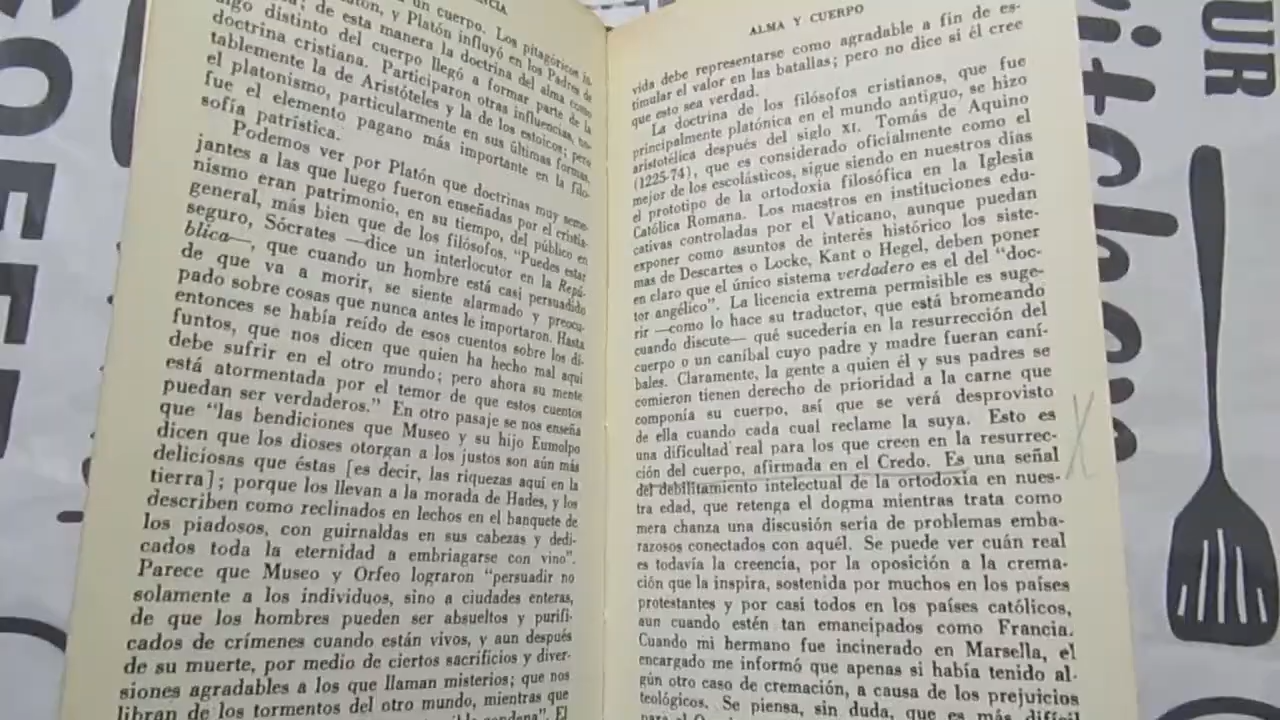 un cuerpo. Los pitagóricos in-
y Platón influyó en los Padres de
de esta manera la doctrina del alma como
algo distinto del cuerpo llegó a formar parte de la
doctrina cristiana. Participaron otras influencias, no-
tablemente la de Aristóteles y la de los estoicos; pero
el platonismo, particularmente en sus últimas formas,
fue el elemento pagano más importante en la filo-
sofía patrística.
Podemos ver por Platón que doctrinas muy seme-
jantes a las que luego fueron enseñadas por el cristia-
nismo eran patrimonio, en su tiempo, del público en
general, más bien que de los filósofos. "Puedes estar
seguro, Sócrates —dice un interlocutor en la Repú-
blica—, que cuando un hombre está casi persuadido
de que va a morir, se siente alarmado y preocu-
pado sobre cosas que nunca antes le importaron. Hasta
entonces se había reído de esos cuentos sobre los di-
funtos, que nos dicen que quien ha hecho mal aquí
debe sufrir en el otro mundo; pero ahora su mente
está atormentada por el temor de que estos cuentos
puedan ser verdaderos." En otro pasaje se nos enseña
que "las bendiciones que Museo y su hijo Eumolpo
dicen que los dioses otorgan a los justos son aún más
deliciosas que éstas [es decir, las riquezas aquí en la
tierra]; porque los llevan a la morada de Hades, y los
describen como reclinados en lechos en el banquete de
los piadosos, con guirnaldas en sus cabezas y dedi-
cados toda la eternidad a embriagarse con vino".
Parece que Museo y Orfeo lograron "persuadir no
solamente a los individuos, sino a ciudades enteras,
de que los hombres pueden ser absueltos y purifi-
cados de crímenes cuando están vivos, y aun después
de su muerte, por medio de ciertos sacrificios y diver-
siones agradables a los que llaman misterios; que nos
libran de los tormentos del otro mundo, mientras que
El
ALMA Y CUERPO
vida debe representarse como agradable a fin de es-
timular el valor en las batallas; pero no dice si él cree
que esto sea verdad.
La doctrina de los filósofos cristianos, que fue
principalmente platónica en el mundo antiguo, se hizo
aristotélica después del siglo XI. Tomás de Aquino
(1225-74), que es considerado oficialmente como el
mejor de los escolásticos, sigue siendo en nuestros días
el prototipo de la ortodoxia filosófica en la Iglesia
Católica Romana. Los maestros en instituciones edu-
cativas controladas por el Vaticano, aunque puedan
exponer como asuntos de interés histórico los siste-
mas de Descartes o Locke, Kant o Hegel, deben poner
en claro que el único sistema verdadero es el del "doc-
tor angélico". La licencia extrema permisible es suge-
rir —como lo hace su traductor, que está bromeando
cuando discute— qué sucedería en la resurrección del
cuerpo o un caníbal cuyo padre y madre fueran caní-
bales. Claramente, la gente a quien él y sus padres se
comieron tienen derecho de prioridad a la carne que
componía su cuerpo, así que se verá desprovisto
de ella cuando cada cual reclame la suya. Esto es
una dificultad real para los que creen en la resurrec-
ción del cuerpo, afirmada en el Credo. Es una señal
del debilitamiento intelectual de la ortodoxia en nues-
tra edad, que retenga el dogma mientras trata como
mera chanza una discusión seria de problemas emba-
razosos conectados con aquél. Se puede ver cuán real
es todavía la creencia, por la oposición a la crema-
ción que la inspira, sostenida por muchos en los países
protestantes y por casi todos en los países católicos,
aun cuando estén tan emancipados como Francia.
Cuando mi hermano fue incinerado en Marsella, el
encargado me informó que apenas si había tenido al-
gún otro caso de cremación, a causa de los prejuicios
teológicos. Se piensa, sin duda, que es más difícil
UR